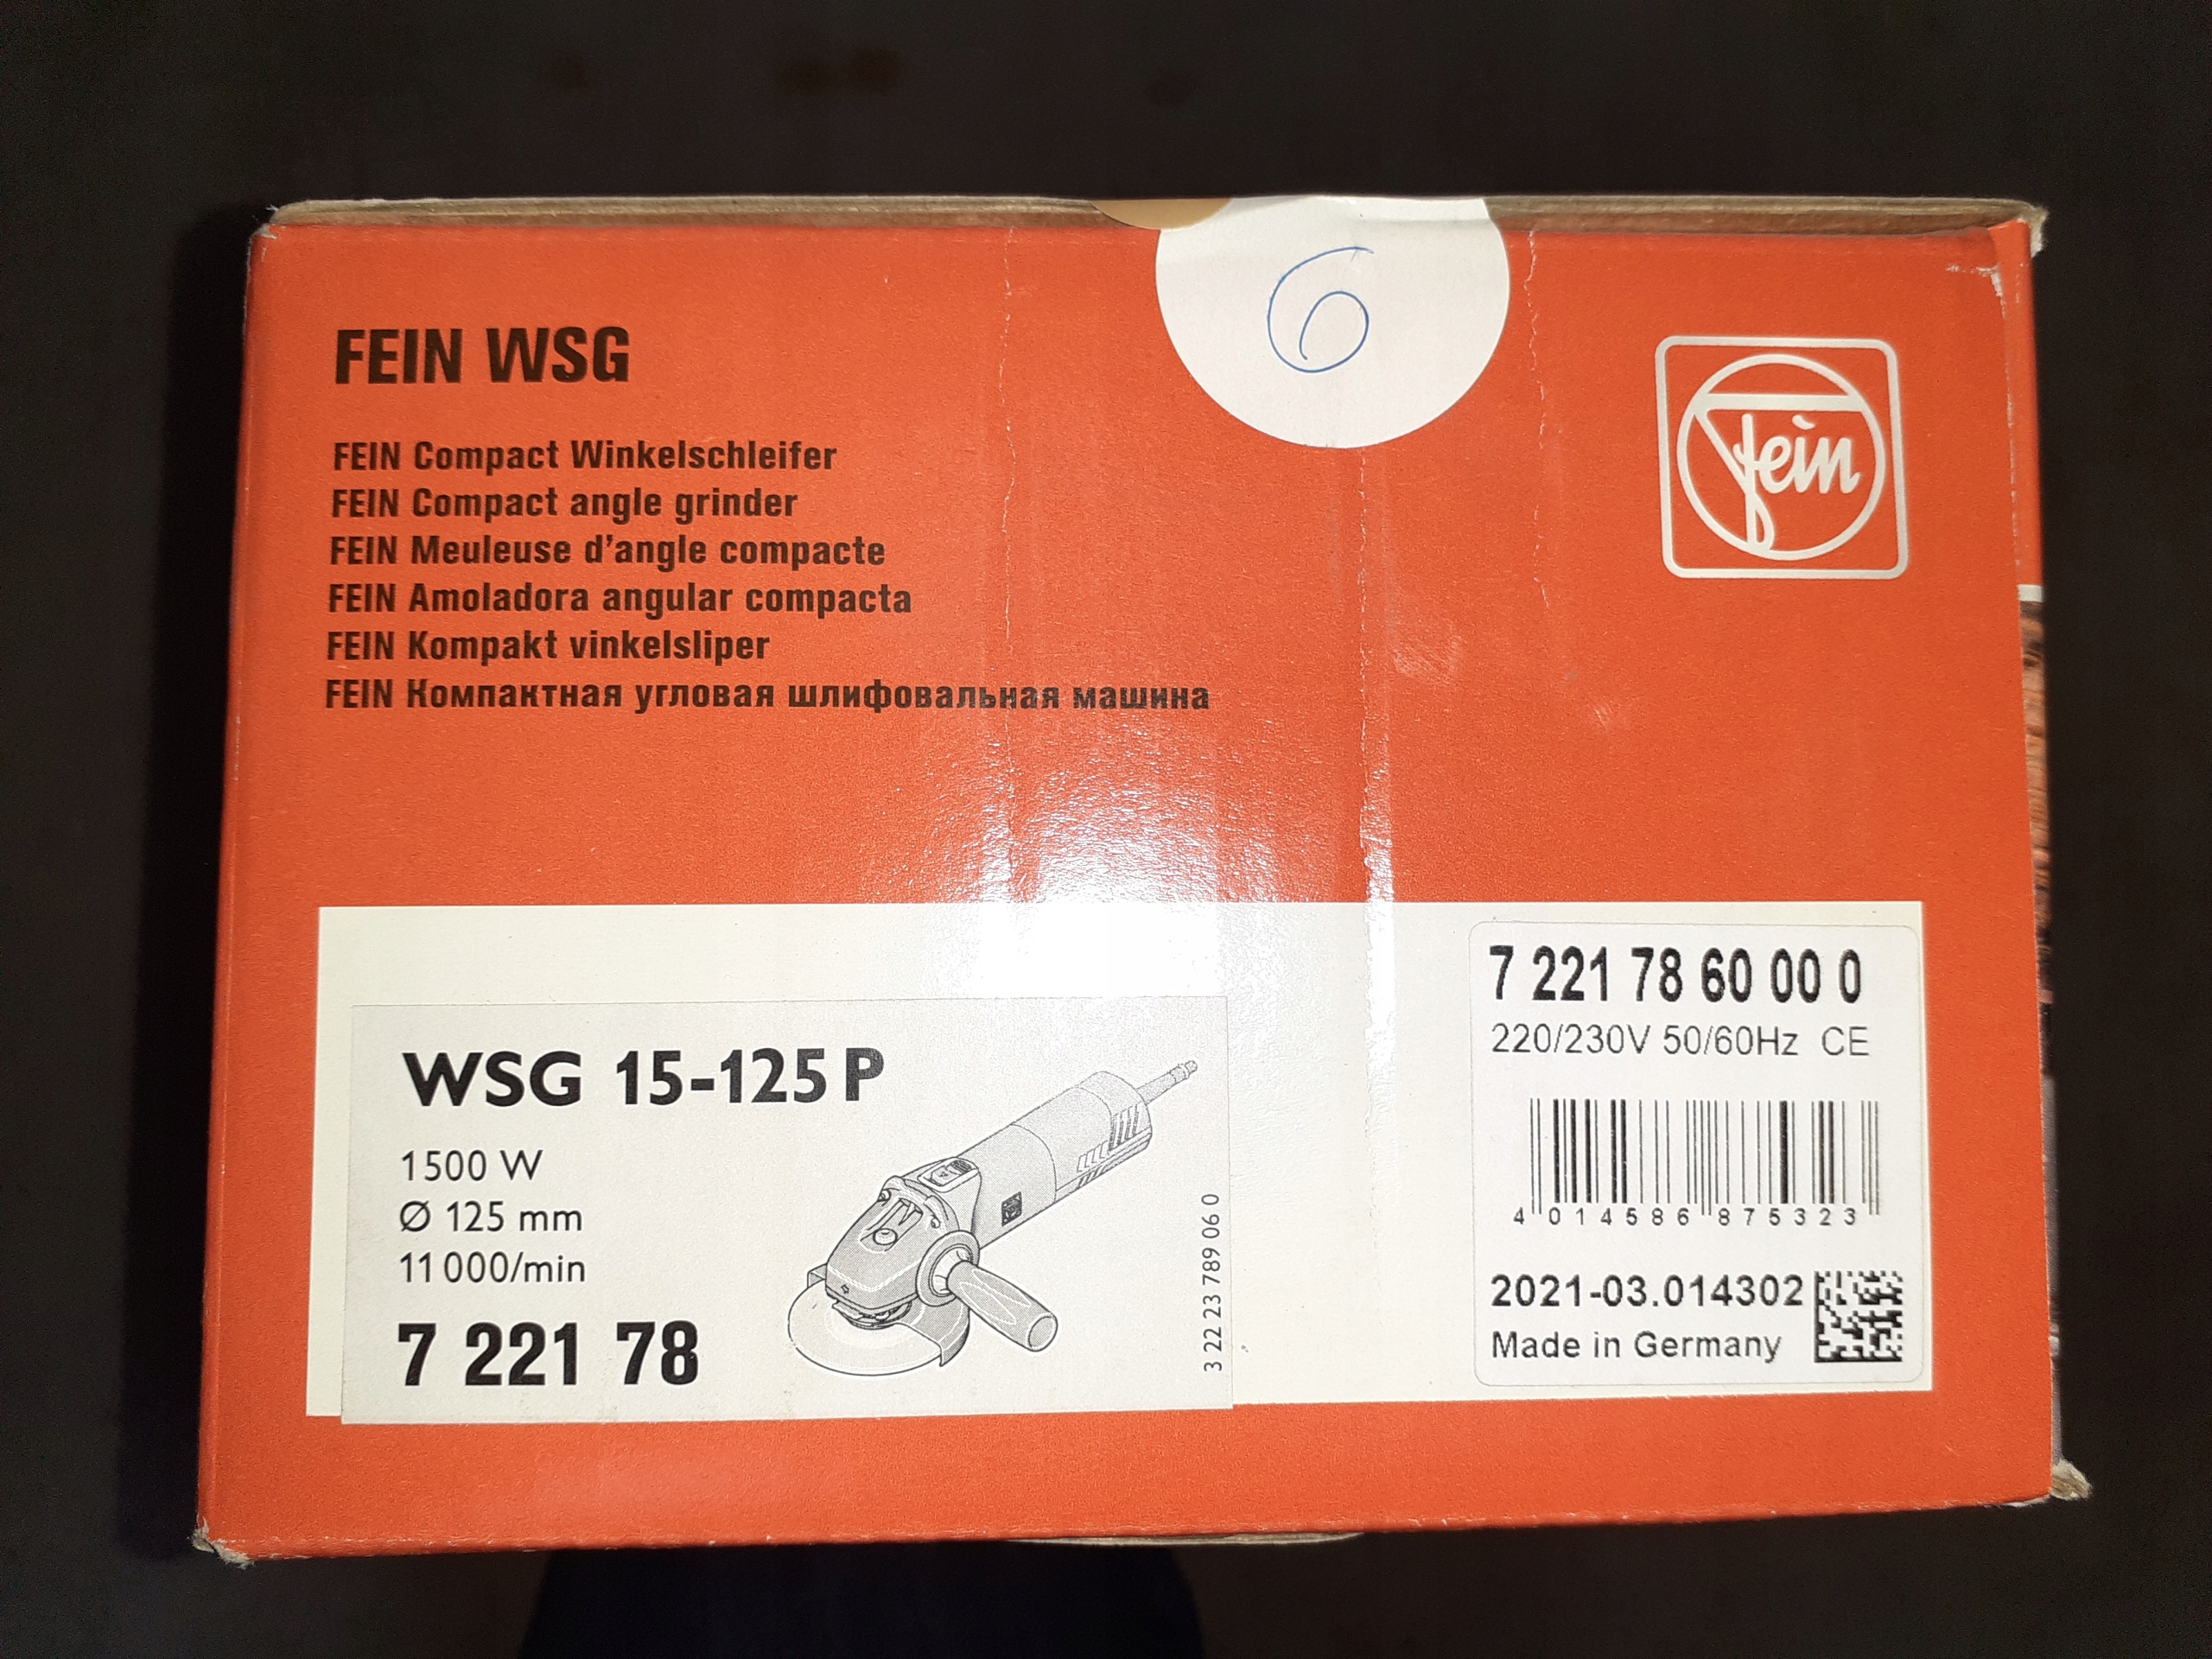 6
FEIN WSG
fein
FEIN Compact Winkelschleifer
FEIN Compact angle grinder
FEIN Meuleuse d'angle compacte
FEIN Amoladora angular compacta
FEIN Kompakt vinkelsliper
FEIN Компактная угловая шлифовальная машина
WSG 15-125 P
1500 W
Ø 125 mm
11 000/min
7 221 78
3 22 23 789 06 0
7 221 78 60 00 0
220/230V 50/60Hz CE
4 014586 875323
2021-03.014302
Made in Germany